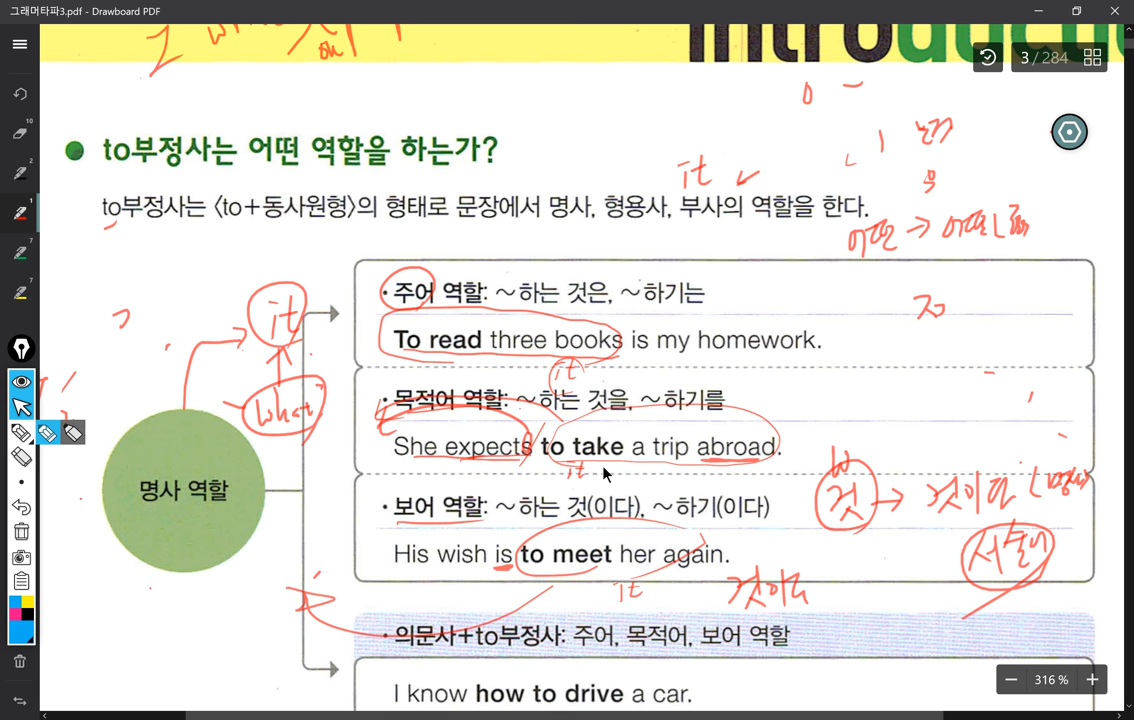 그래머타파3.pdf - Drawboard PDF
3 / 284
to부정사는 어떤 역할을 하는가?
it
to부정사는 〈to+동사원형〉의 형태로 문장에서 명사, 형용사, 부사의 역할을 한다.
it
what
명사 역할
• 주어 역할: ～하는 것은, ～하기는
To read three books is my homework.
it
• 목적어 역할: ～하는 것을, ～하기를
She expects to take a trip abroad.
it
• 보어 역할: ～하는 것(이다), ～하기(이다)
His wish is to meet her again.
it
것
서술어
• 의문사+to부정사: 주어, 목적어, 보어 역할
I know how to drive a car.
10
2
1
7
7
316 %